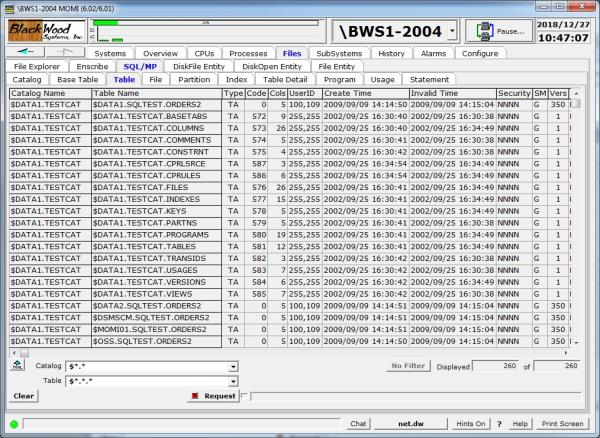 \BWS1-2004 MOMI (6.02/6.01)
BlackWood Systems, Inc.
\BWS1-2004
Pause...
2018/12/27
10:47:07
Systems Overview CPUs Processes Files SubSystems History Alarms Configure
File Explorer Enscribe SQL/MP DiskFile Entity DiskOpen Entity File Entity
Catalog Base Table Table File Partition Index Table Detail Program Usage Statement
Catalog Name Table Name Type Code Cols UserID Create Time Invalid Time Security SM Vers
$DATA1.TESTCAT $DATA1.SQLTEST.ORDERS2 TA 0 5 100,109 2009/09/09 14:14:50 2009/09/09 14:15:04 NNNN G 350
$DATA1.TESTCAT $DATA1.TESTCAT.BASETABS TA 572 9 255,255 2002/09/25 16:30:40 2002/09/25 16:30:38 NNNN G 1
$DATA1.TESTCAT $DATA1.TESTCAT.COLUMNS TA 573 26 255,255 2002/09/25 16:30:40 2002/09/25 16:34:49 NNNN G 1
$DATA1.TESTCAT $DATA1.TESTCAT.COMMENTS TA 574 5 255,255 2002/09/25 16:30:41 2002/09/25 16:30:38 NNNN G 1
$DATA1.TESTCAT $DATA1.TESTCAT.CONSTRNT TA 575 4 255,255 2002/09/25 16:30:42 2002/09/25 16:30:38 NNNN G 1
$DATA1.TESTCAT $DATA1.TESTCAT.CPRLSRCE TA 587 3 255,255 2002/09/25 16:34:54 2002/09/25 16:34:49 NNNN G 1
$DATA1.TESTCAT $DATA1.TESTCAT.CPRULES TA 586 6 255,255 2002/09/25 16:34:54 2002/09/25 16:34:49 NNNN G 1
$DATA1.TESTCAT $DATA1.TESTCAT.FILES TA 576 26 255,255 2002/09/25 16:30:41 2002/09/25 16:34:49 NNNN G 1
$DATA1.TESTCAT $DATA1.TESTCAT.INDEXES TA 577 15 255,255 2002/09/25 16:30:41 2002/09/25 16:34:49 NNNN G 1
$DATA1.TESTCAT $DATA1.TESTCAT.KEYS TA 578 5 255,255 2002/09/25 16:30:41 2002/09/25 16:30:38 NNNN G 1
$DATA1.TESTCAT $DATA1.TESTCAT.PARTNS TA 579 5 255,255 2002/09/25 16:30:41 2002/09/25 16:30:38 NNNN G 1
$DATA1.TESTCAT $DATA1.TESTCAT.PROGRAMS TA 580 19 255,255 2002/09/25 16:30:41 2002/09/25 16:34:49 NNNN G 1
$DATA1.TESTCAT $DATA1.TESTCAT.TABLES TA 581 12 255,255 2002/09/25 16:30:40 2002/09/25 16:34:49 NNNN G 1
$DATA1.TESTCAT $DATA1.TESTCAT.TRANSIDS TA 582 3 255,255 2002/09/25 16:30:42 2002/09/25 16:30:38 NNNN G 1
$DATA1.TESTCAT $DATA1.TESTCAT.USAGES TA 583 7 255,255 2002/09/25 16:30:42 2002/09/25 16:30:38 NNNN G 1
$DATA1.TESTCAT $DATA1.TESTCAT.VERSIONS TA 584 6 255,255 2002/09/25 16:30:42 2002/09/25 16:34:49 NNNN G 1
$DATA1.TESTCAT $DATA1.TESTCAT.VIEWS TA 585 7 255,255 2002/09/25 16:30:42 2002/09/25 16:30:38 NNNN G 1
$DATA1.TESTCAT $DATA2.SQLTEST.ORDERS2 TA 0 5 100,109 2009/09/09 14:14:51 2009/09/09 14:15:04 NNNN G 350
$DATA1.TESTCAT $DSMSCM.SQLTEST.ORDERS2 TA 0 5 100,109 2009/09/09 14:14:51 2009/09/09 14:15:04 NNNN G 350
$DATA1.TESTCAT $MOMI01.SQLTEST.ORDERS2 TA 0 5 100,109 2009/09/09 14:14:51 2009/09/09 14:15:04 NNNN G 350
$DATA1.TESTCAT $OSS.SQLTEST.ORDERS2 TA 0 5 100,109 2009/09/09 14:14:50 2009/09/09 14:15:04 NNNN G 350
Catalog $*.* No Filter Displayed 260 of 260
Table $*.*.*
Clear Request
Chat net.dw Hints On ? Help Print Screen